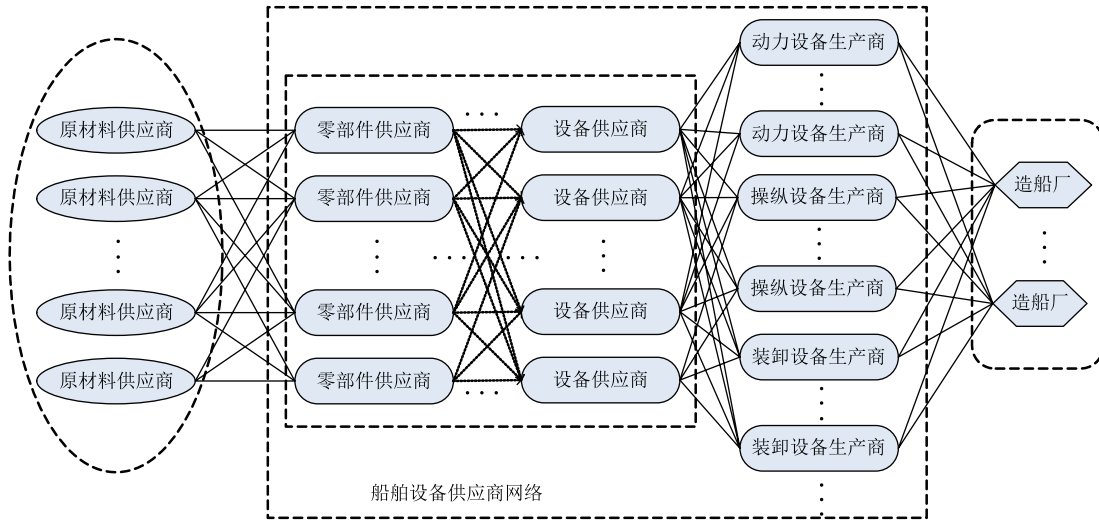 原材料供应商
原材料供应商
原材料供应商
原材料供应商
零部件供应商
零部件供应商
零部件供应商
零部件供应商
设备供应商
设备供应商
设备供应商
设备供应商
动力设备生产商
动力设备生产商
操纵设备生产商
操纵设备生产商
装卸设备生产商
装卸设备生产商
造船厂
造船厂
船舶设备供应商网络